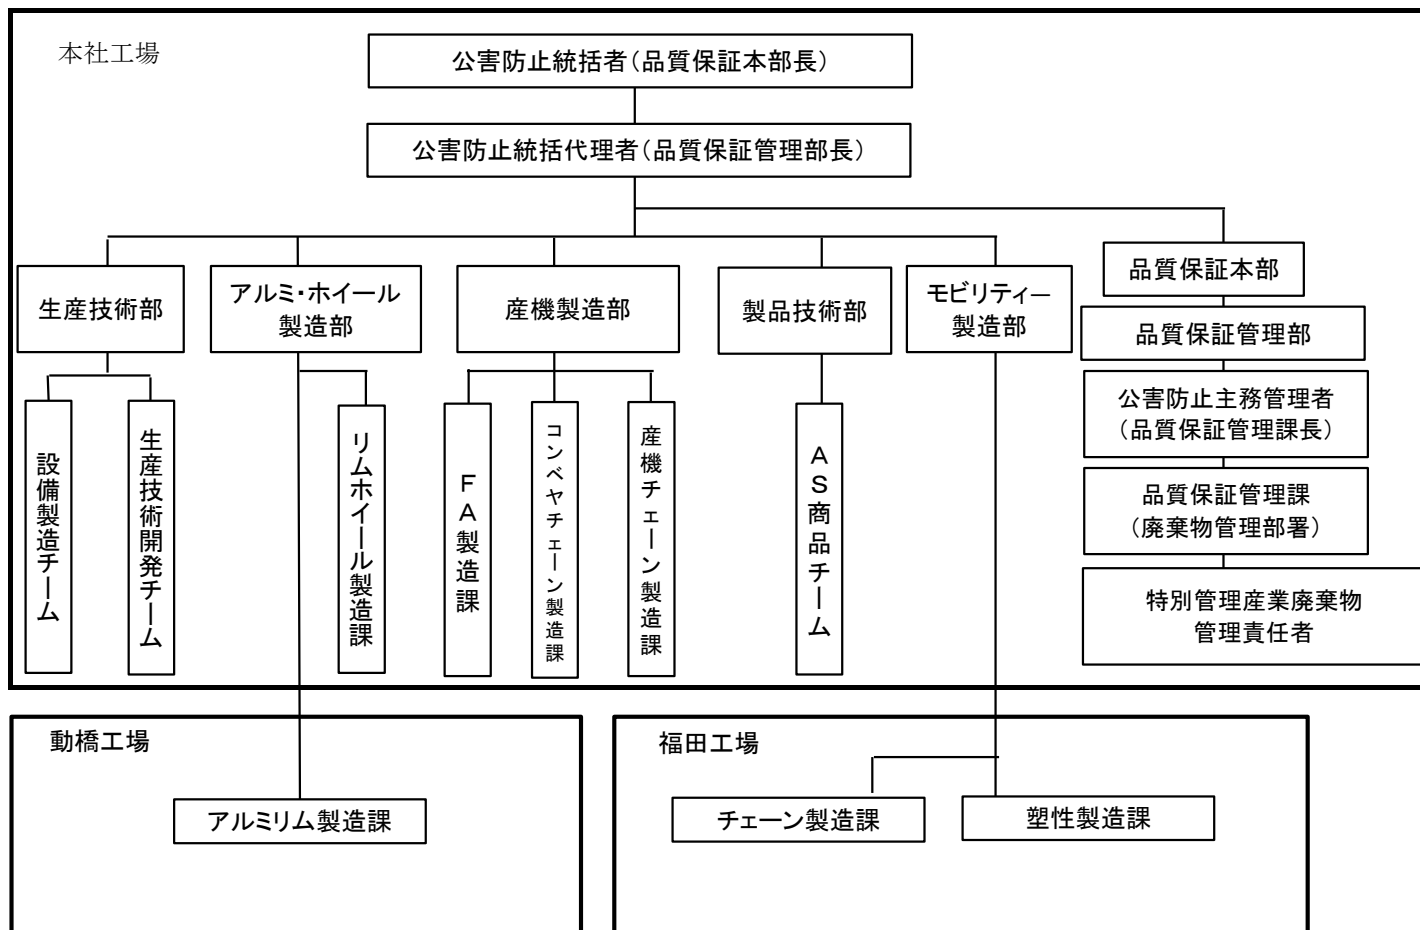 本社工場
公害防止統括者(品質保証本部長)
公害防止統括代理者(品質保証管理部長)
生産技術部
アルミ・ホイール
製造部
産機製造部
製品技術部
モビリティー
製造部
品質保証本部
品質保証管理部
公害防止主務管理者
(品質保証管理課長)
品質保証管理課
(廃棄物管理部署)
特別管理産業廃棄物
管理責任者
設備製造チーム
生産技術開発チーム
リムホイール製造課
FA製造課
コンベヤチェーン製造課
産機チェーン製造課
AS商品チーム
動橋工場
アルミリム製造課
福田工場
チェーン製造課
塑性製造課